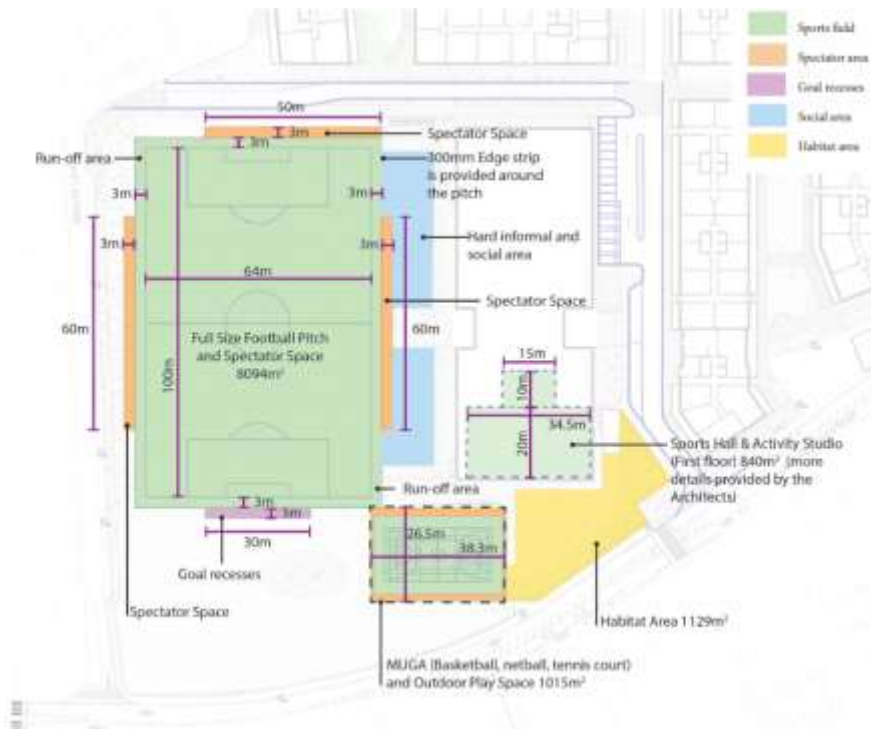 Sports field
Spectator area
Goal recesses
Social area
Habitat area
50m
3m
Spectator Space
3m
Run-off area
300mm Edge strip
is provided around
the pitch
3m
3m
3m
3m
Hard informal and
social area
64m
Spectator Space
60m
60m
Full Size Football Pitch
and Spectator Space
8094m²
100m
15m
10m
34.5m
20m
Sports Hall & Activity Studio
(First floor) 840m² (more
details provided by the
Architects)
Run-off area
3m
3m
30m
26.5m
38.3m
Goal recesses
Spectator Space
Habitat Area 1129m²
MUGA (Basketball, netball, tennis court)
and Outdoor Play Space 1015m²